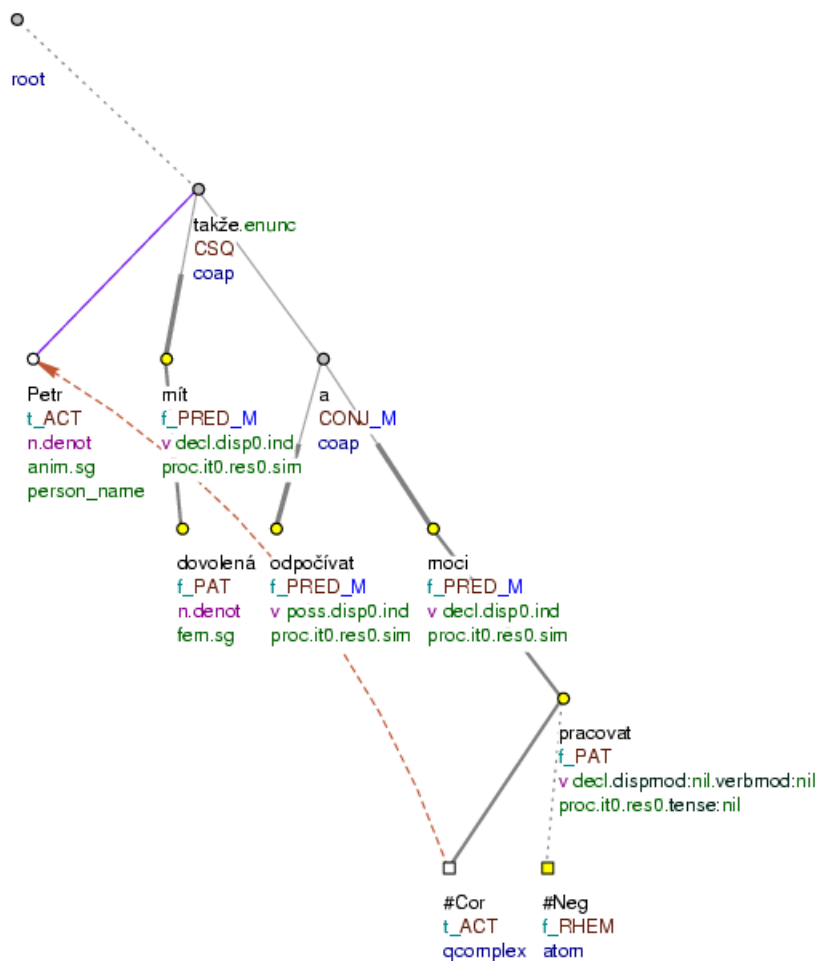 root
takže.enunc
CSQ
coap
Petr
t_ACT
n.denot
anim.sg
person_name
mít
f_PRED_M
v decl.disp0.ind
proc.it0.res0.sim
a
CONJ_M
coap
dovolená
f_PAT
n.denot
fem.sg
odpočívat
f_PRED_M
v poss.disp0.ind
proc.it0.res0.sim
moci
f_PRED_M
v decl.disp0.ind
proc.it0.res0.sim
pracovat
f_PAT
v decl.dispmod:nil.verbmod:nil
proc.it0.res0.tense:nil
#Cor
t_ACT
qcomplex
#Neg
f_RHEM
atom